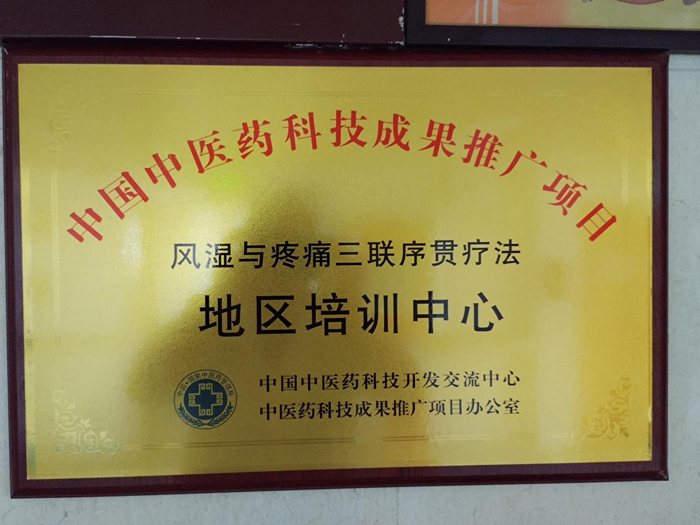 中国中医药科技成果推广项目
风湿与疼痛三联序贯疗法
地区培训中心
中国中医药科技开发交流中心
中医药科技成果推广项目办公室